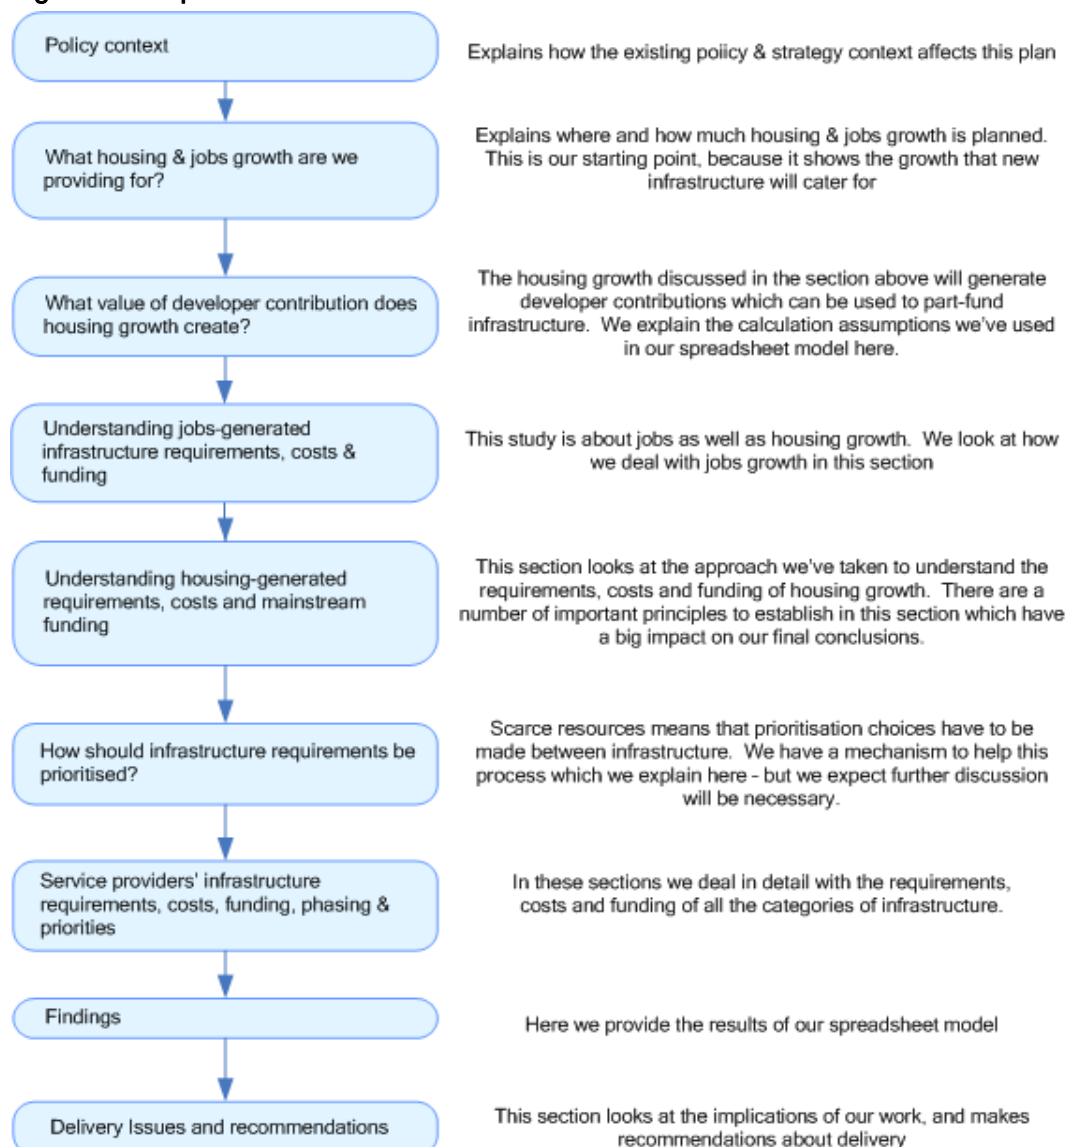 Policy context
Explains how the existing poiicy & strategy context affects this plan
What housing & jobs growth are we
providing for?
Explains where and how much housing & jobs growth is planned.
This is our starting point, because it shows the growth that new
infrastructure will cater for
What value of developer contribution does
housing growth create?
The housing growth discussed in the section above will generate
developer contributions which can be used to part-fund
infrastructure.  We explain the calculation assumptions we've used
in our spreadsheet model here.
Understanding jobs-generated
infrastructure requirements, costs &
funding
This study is about jobs as well as housing growth.  We look at how
we deal with jobs growth in this section
Understanding housing-generated
requirements, costs and mainstream
funding
This section looks at the approach we've taken to understand the
requirements, costs and funding of housing growth.  There are a
number of important principles to establish in this section which have
a big impact on our final conclusions.
How should infrastructure requirements be
prioritised?
Scarce resources means that prioritisation choices have to be
made between infrastructure.  We have a mechanism to help this
process which we explain here - but we expect further discussion
will be necessary.
Service providers' infrastructure
requirements, costs, funding, phasing &
priorities
In these sections we deal in detail with the requirements,
costs and funding of all the categories of infrastructure.
Findings
Here we provide the results of our spreadsheet model
Delivery Issues and recommendations
This section looks at the implications of our work, and makes
recommendations about delivery